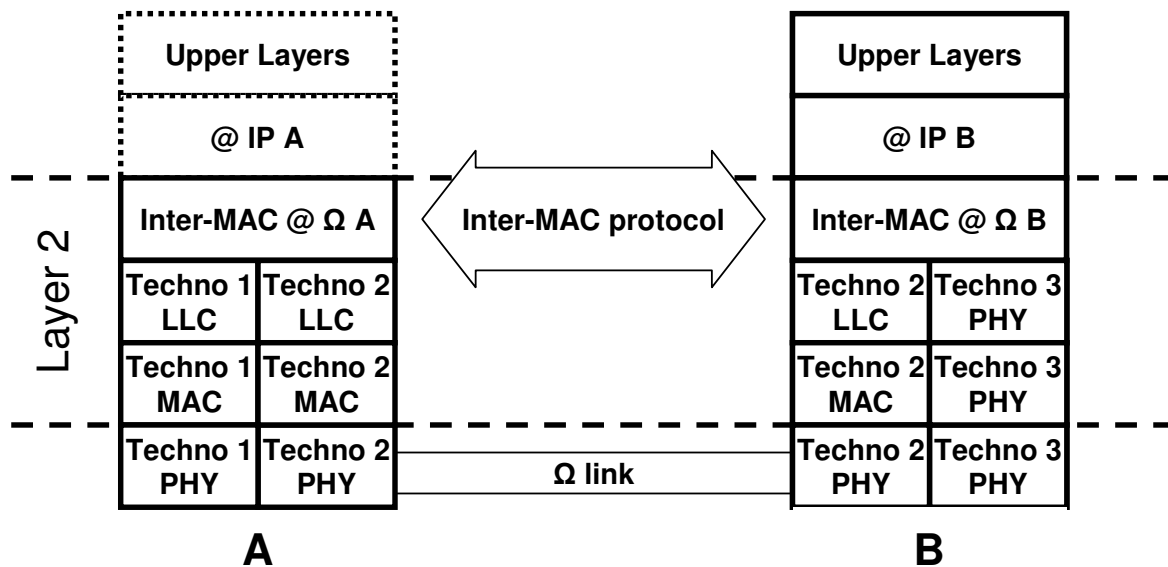 Upper Layers
@ IP A
Inter-MAC @ Ω A
Techno 1
LLC
Techno 2
LLC
Techno 1
MAC
Techno 2
MAC
Techno 1
PHY
Techno 2
PHY
A
Layer 2
Inter-MAC protocol
Ω link
Upper Layers
@ IP B
Inter-MAC @ Ω B
Techno 2
LLC
Techno 3
PHY
Techno 2
MAC
Techno 3
PHY
Techno 2
PHY
Techno 3
PHY
B